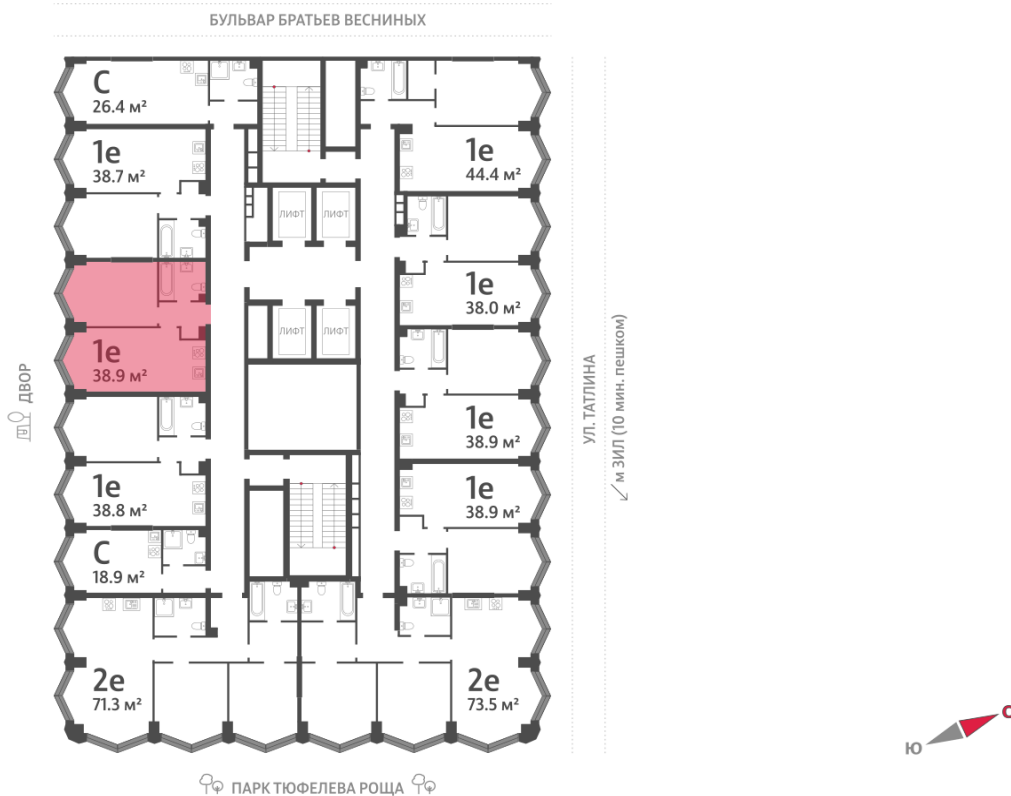 БУЛЬВАР БРАТЬЕВ ВЕСНИНЫХ
С
26.4 м²
1е
38.7 м²
1е
44.4 м²
ЛИФТ
ЛИФТ
1е
38.0 м²
ЛИФТ
ЛИФТ
1е
38.9 м²
ДВОР
УЛ. ТАТЛИНА
м ЗИЛ (10 мин. пешком)
1е
38.9 м²
1е
38.8 м²
1е
38.9 м²
С
18.9 м²
2е
71.3 м²
2е
73.5 м²
С
Ю
ПАРК ТЮФЕЛЕВА РОЩА